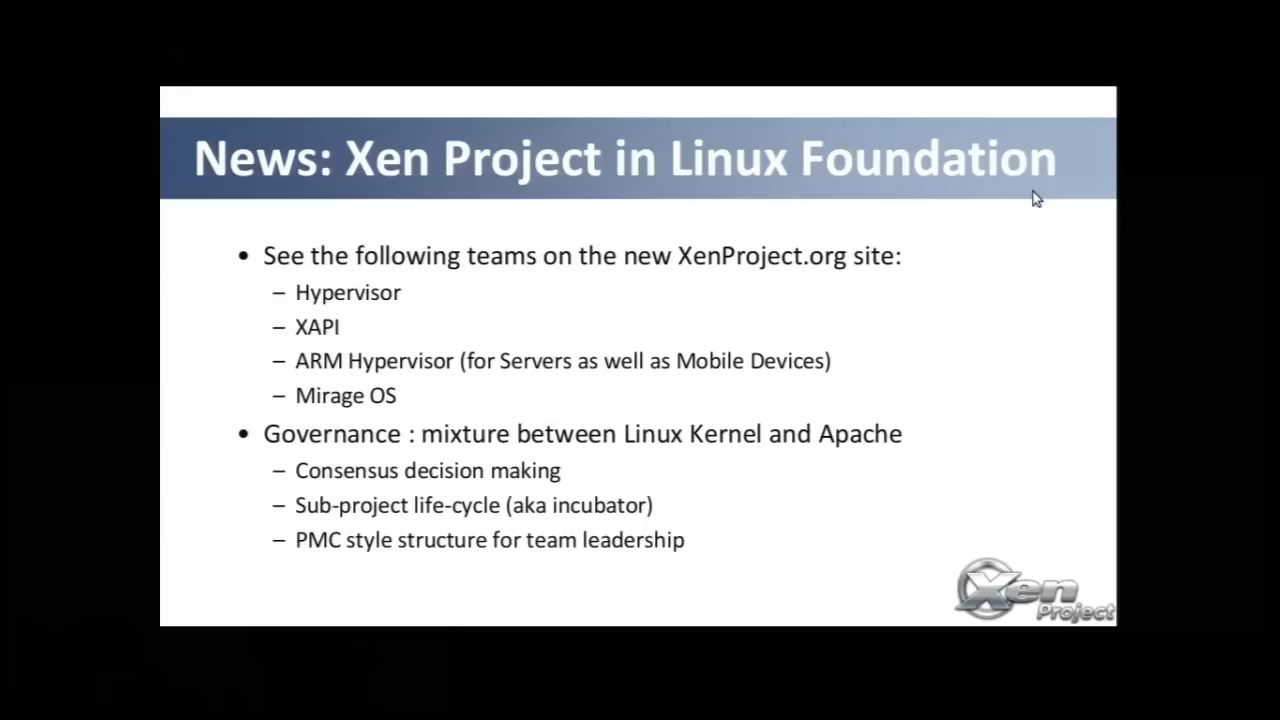 News: Xen Project in Linux Foundation
• See the following teams on the new XenProject.org site:
– Hypervisor
– XAPI
– ARM Hypervisor (for Servers as well as Mobile Devices)
– Mirage OS
• Governance : mixture between Linux Kernel and Apache
– Consensus decision making
– Sub-project life-cycle (aka incubator)
– PMC style structure for team leadership
Xen
Project